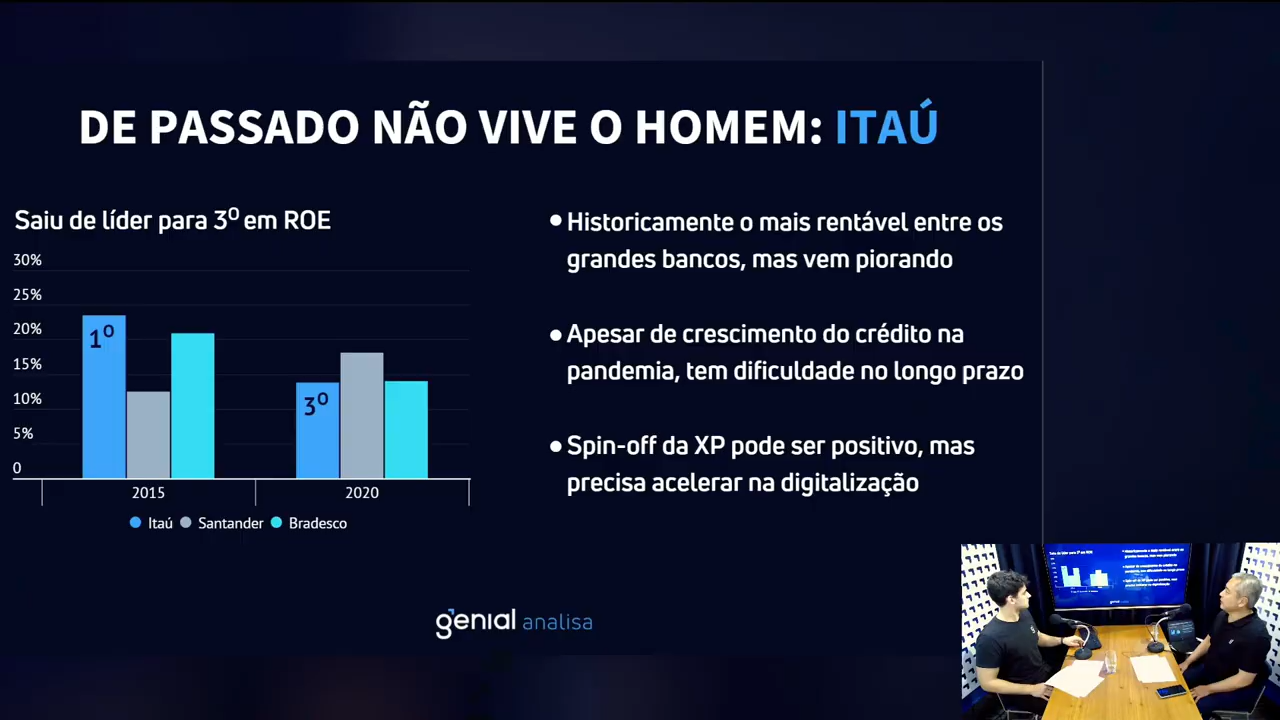 DE PASSADO NÃO VIVE O HOMEM: ITAÚ
Saiu de líder para 3º em ROE
30%
25%
20%
15%
10%
5%
0
1º
3º
2015
2020
Itaú Santander Bradesco
• Historicamente o mais rentável entre os
grandes bancos, mas vem piorando
• Apesar de crescimento do crédito na
pandemia, tem dificuldade no longo prazo
• Spin-off da XP pode ser positivo, mas
precisa acelerar na digitalização
genial analisa